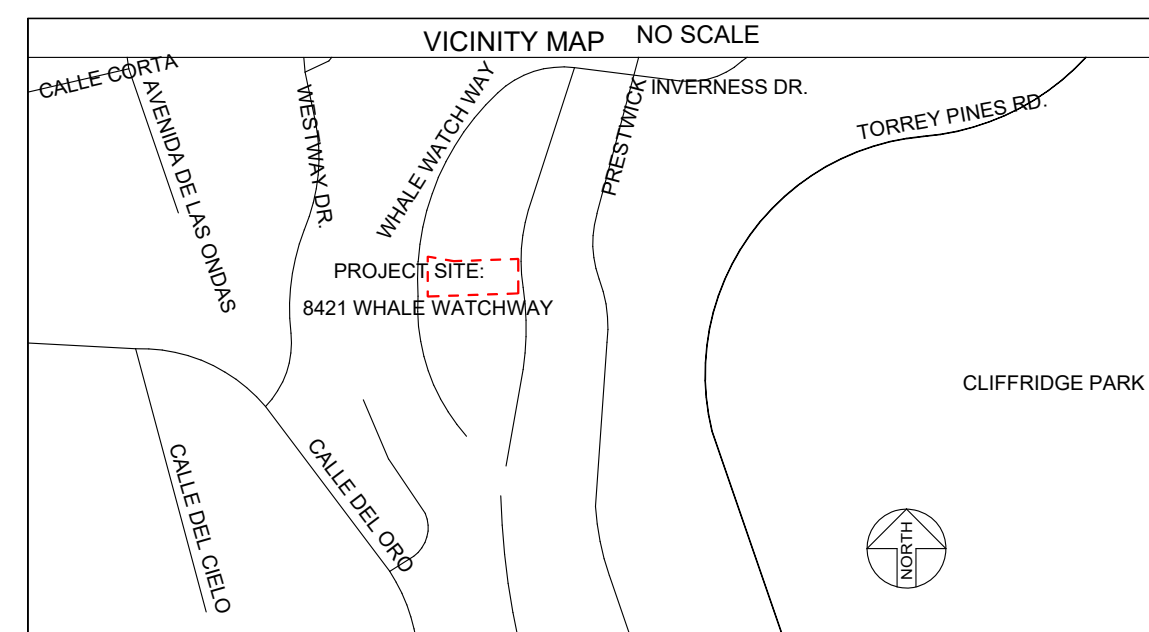 VICINITY MAP NO SCALE
CALLE CORTA
AVENIDA DE LAS ONDAS
WESTWAY DR.
WHALE WATCH WAY
PRESTWICK
INVERNESS DR.
TORREY PINES RD.
PROJECT SITE:
8421 WHALE WATCHWAY
CLIFFRIDGE PARK
CALLE DEL CIELO
CALLE DEL ORO
NORTH